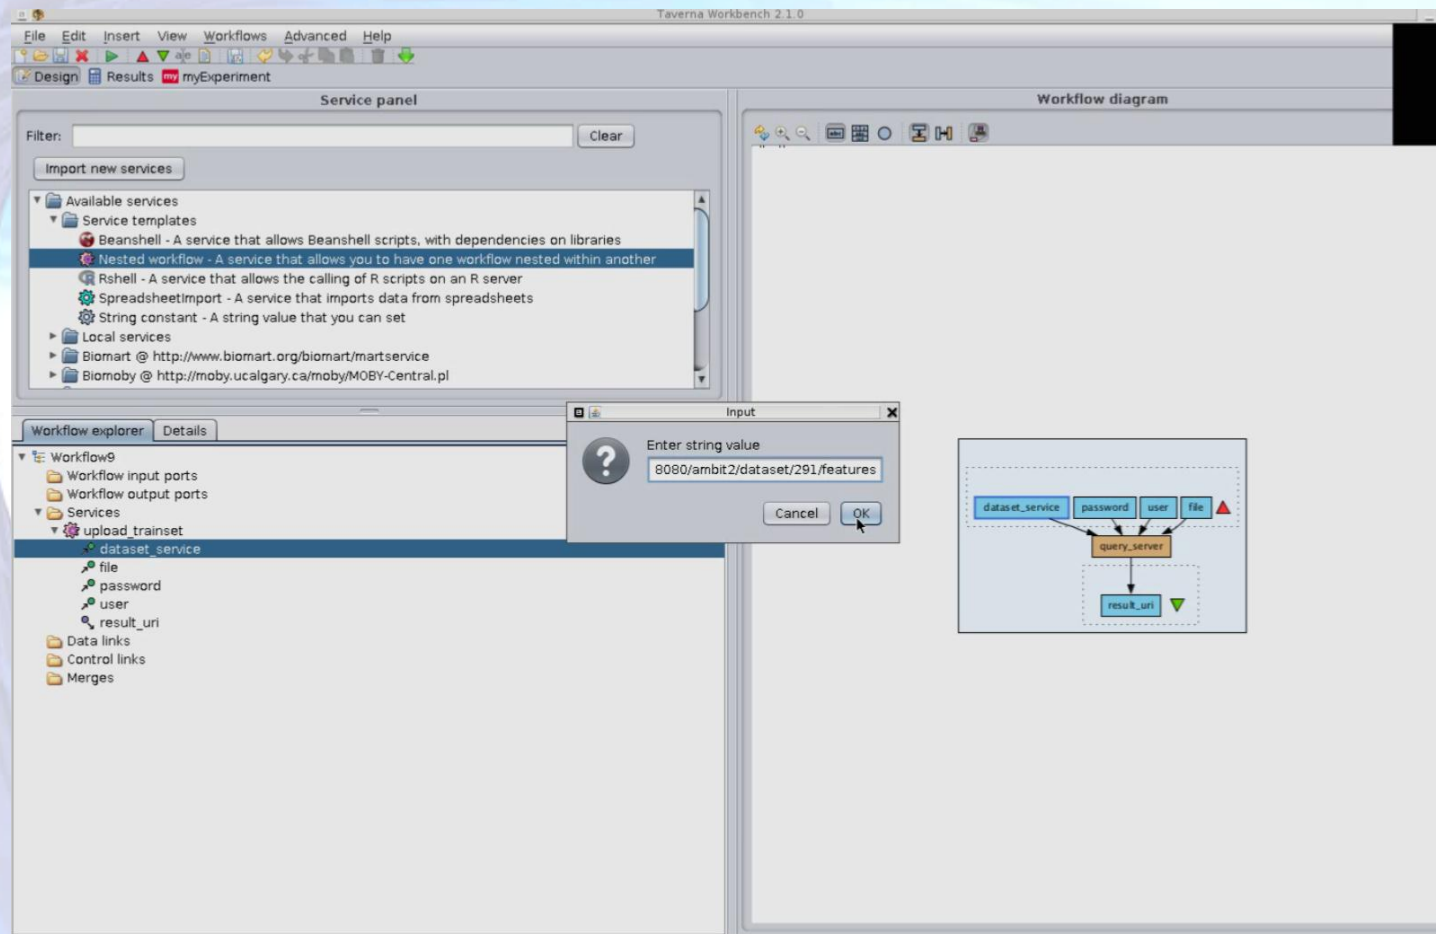 Taverna Workbench 2.1.0
File Edit Insert View Workflows Advanced Help
Design Results my myExperiment
Service panel
Filter: Clear
Import new services
Available services
Service templates
Beanshell - A service that allows Beanshell scripts, with dependencies on libraries
Nested workflow - A service that allows you to have one workflow nested within another
Rshell - A service that allows the calling of R scripts on an R server
SpreadsheetImport - A service that imports data from spreadsheets
String constant - A string value that you can set
Local services
Biomart @ http://www.biomart.org/biomart/martservice
Biomoby @ http://moby.ucalgary.ca/moby/MOBY-Central.pl
Workflow explorer Details
Workflow9
Workflow input ports
Workflow output ports
Services
upload_trainset
dataset_service
file
password
user
result_uri
Data links
Control links
Merges
Input
Enter string value
8080/ambit2/dataset/291/features
Cancel OK
Workflow diagram
dataset_service password user file
query_server
result_uri